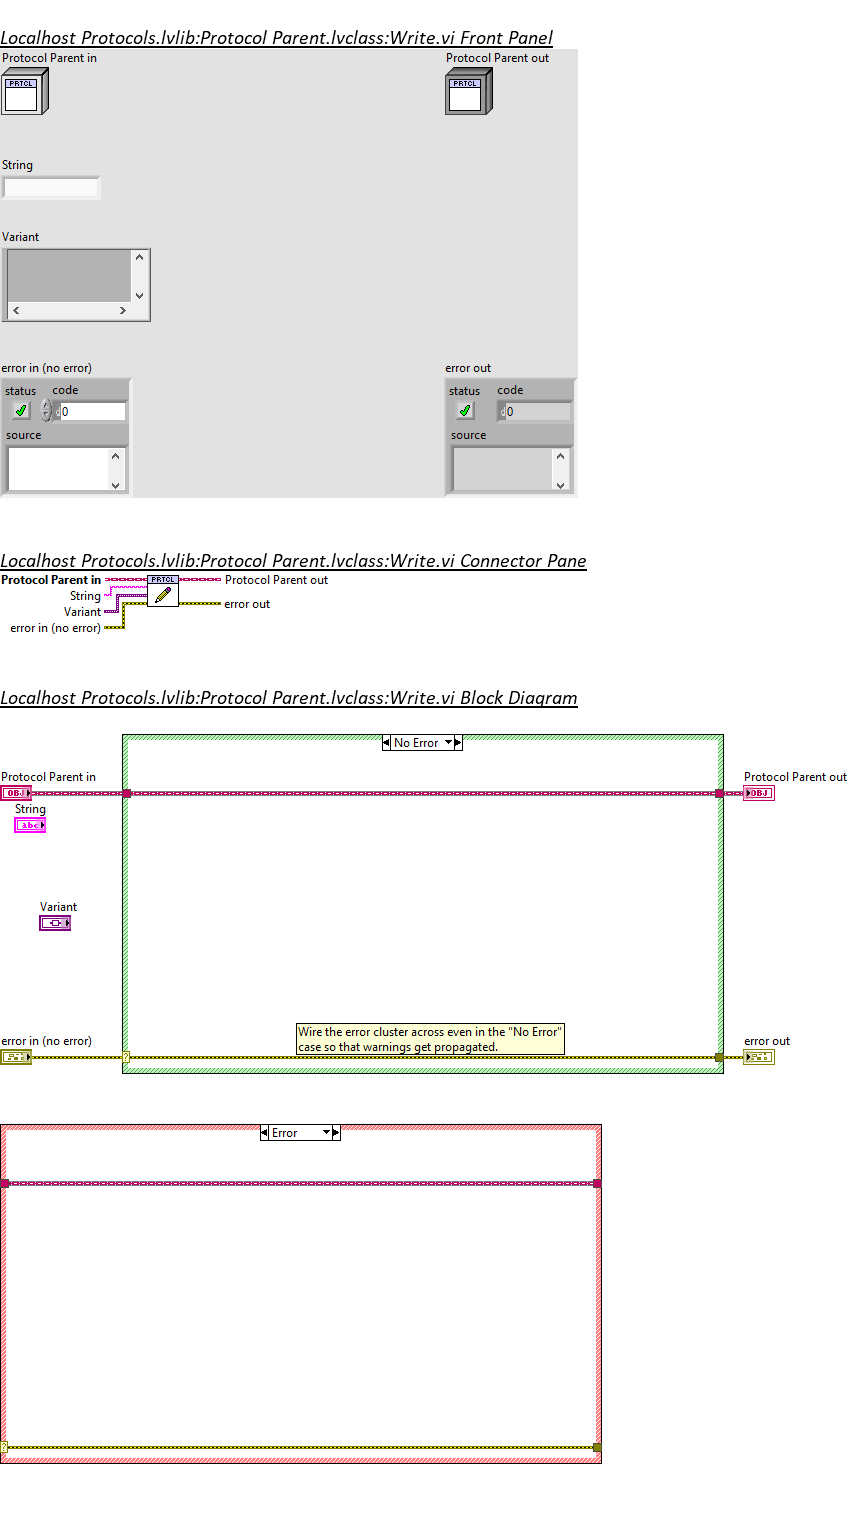 Localhost Protocols.lvlib:Protocol Parent.lvclass:Write.vi Front Panel
Protocol Parent in
Protocol Parent out
PRTCL
PRTCL
String
Variant
error in (no error)
error out
status
code
status
code
d
0
d
0
source
source
Localhost Protocols.lvlib:Protocol Parent.lvclass:Write.vi Connector Pane
Protocol Parent in
PRTCL
Protocol Parent out
String
Variant
error out
error in (no error)
Localhost Protocols.lvlib:Protocol Parent.lvclass:Write.vi Block Diagram
No Error
Protocol Parent in
Protocol Parent out
OBJ
OBJ
String
abc
Variant
Wire the error cluster across even in the "No Error"
case so that warnings get propagated.
error in (no error)
error out
?
Error
?